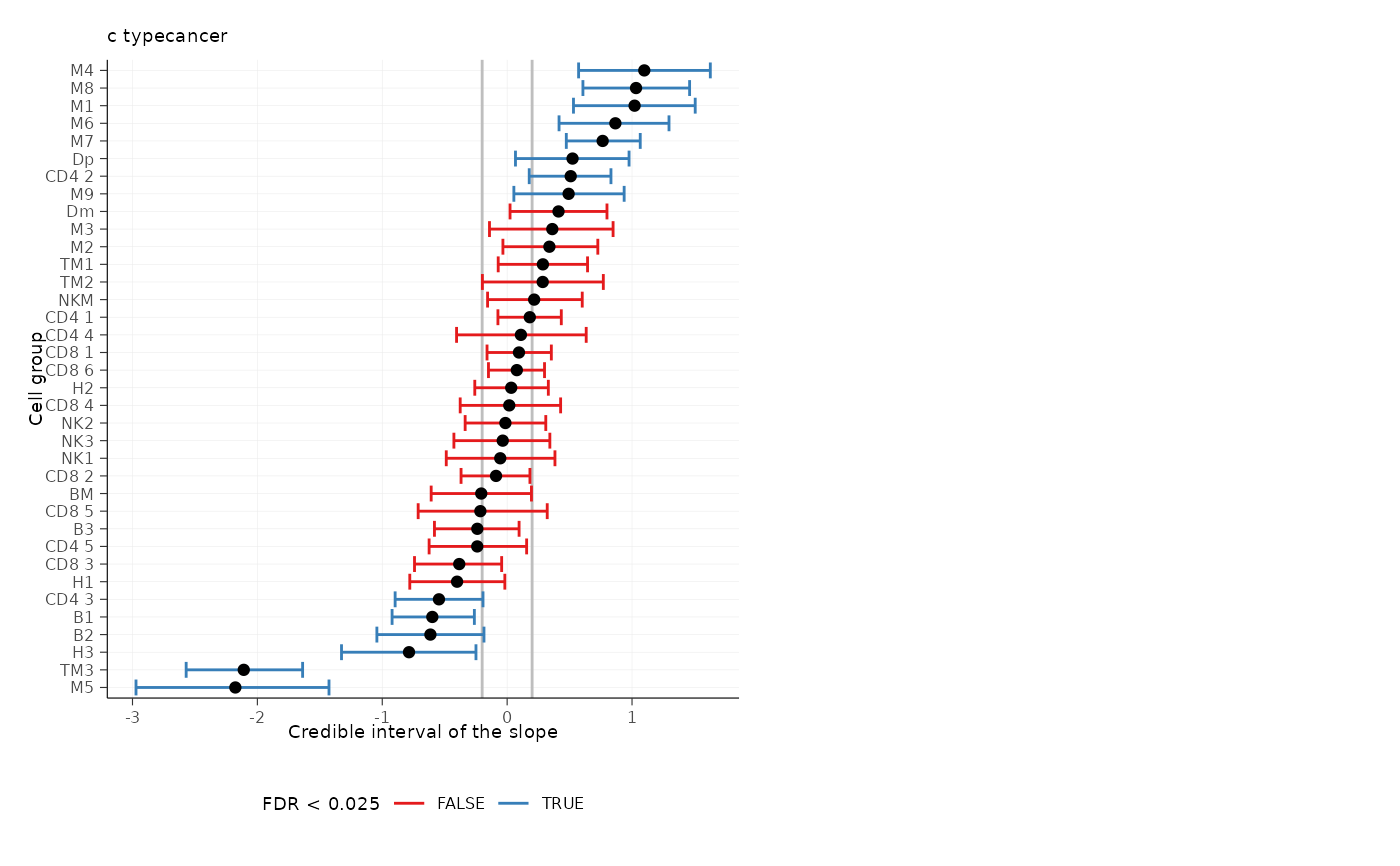 c typecancer
M4
M8
M1
M6
M7
Dp
CD4 2
M9
Dm
M3
M2
TM1
TM2
NKM
CD4 1
CD4 4
CD8 1
CD8 6
H2
CD8 4
NK2
NK3
NK1
CD8 2
BM
CD8 5
B3
CD4 5
CD8 3
H1
CD4 3
B1
B2
H3
TM3
M5
Cell group
-3 -2 -1 0 1
Credible interval of the slope
FDR < 0.025 FALSE TRUE